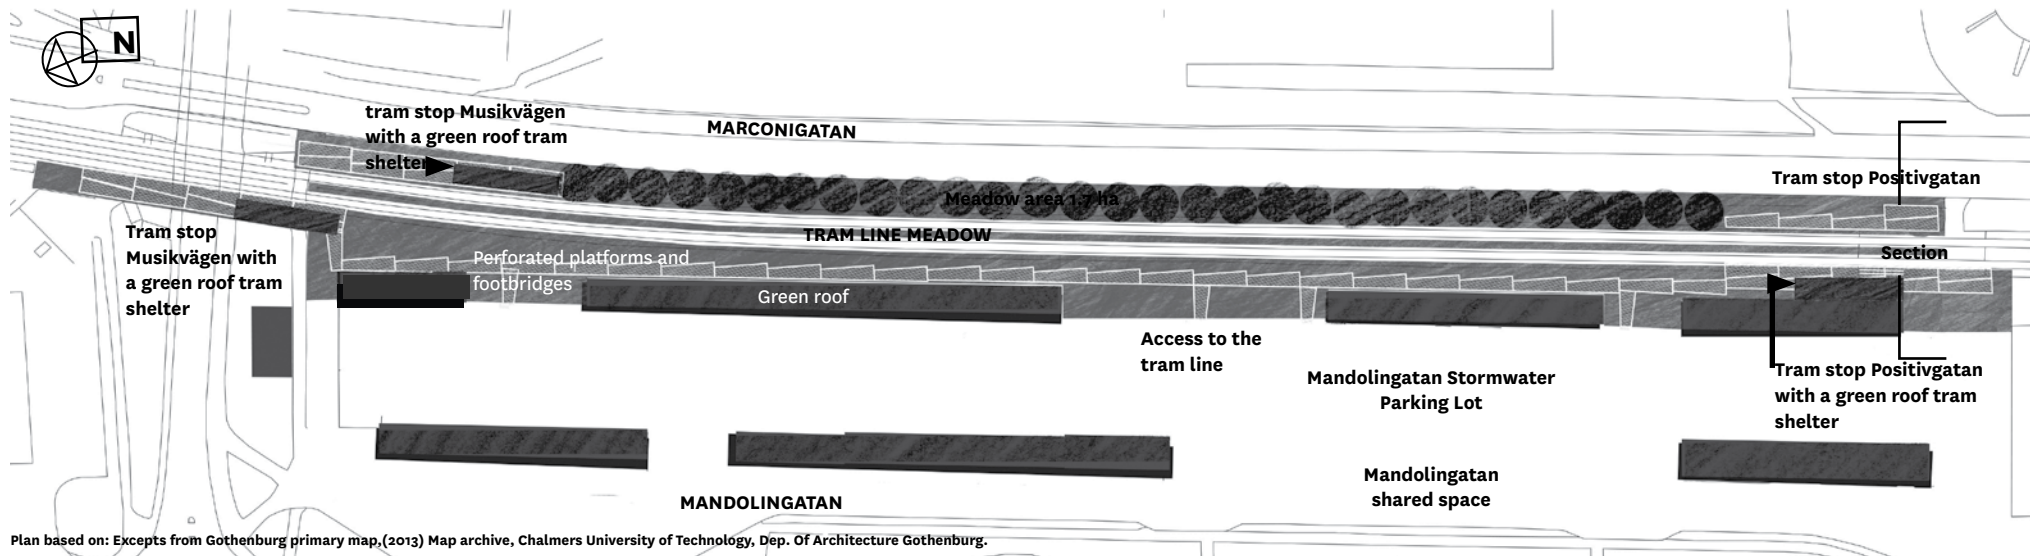 N
tram stop Musikvägen
with a green roof tram
shelter
MARCONIGATAN
Tram stop Positivgatan
Meadow area 1.7 ha
TRAM LINE MEADOW
Tram stop
Musikvägen with
a green roof tram
shelter
Section
Perforated platforms and
footbridges
Green roof
Access to the
tram line
Mandolingatan Stormwater
Parking Lot
Tram stop Positivgatan
with a green roof tram
shelter
Mandolingatan
shared space
MANDOLINGATAN
Plan based on: Excepts from Gothenburg primary map,(2013) Map archive, Chalmers University of Technology, Dep. Of Architecture Gothenburg.